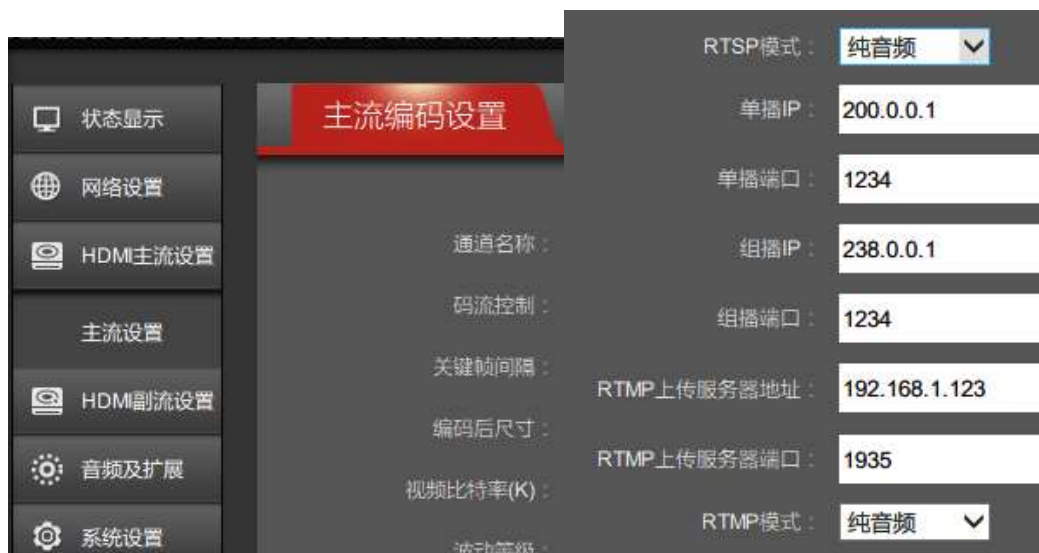 状态显示
网络设置
HDMI主流设置
主流设置
HDMI副流设置
音频及扩展
系统设置
主流编码设置
通道名称：
码流控制：
关键帧间隔：
编码后尺寸：
视频比特率(K)：
波动等级：
RTSP模式： 纯音频
单播IP： 200.0.0.1
单播端口： 1234
组播IP： 238.0.0.1
组播端口： 1234
RTMP上传服务器地址： 192.168.1.123
RTMP上传服务器端口： 1935
RTMP模式： 纯音频